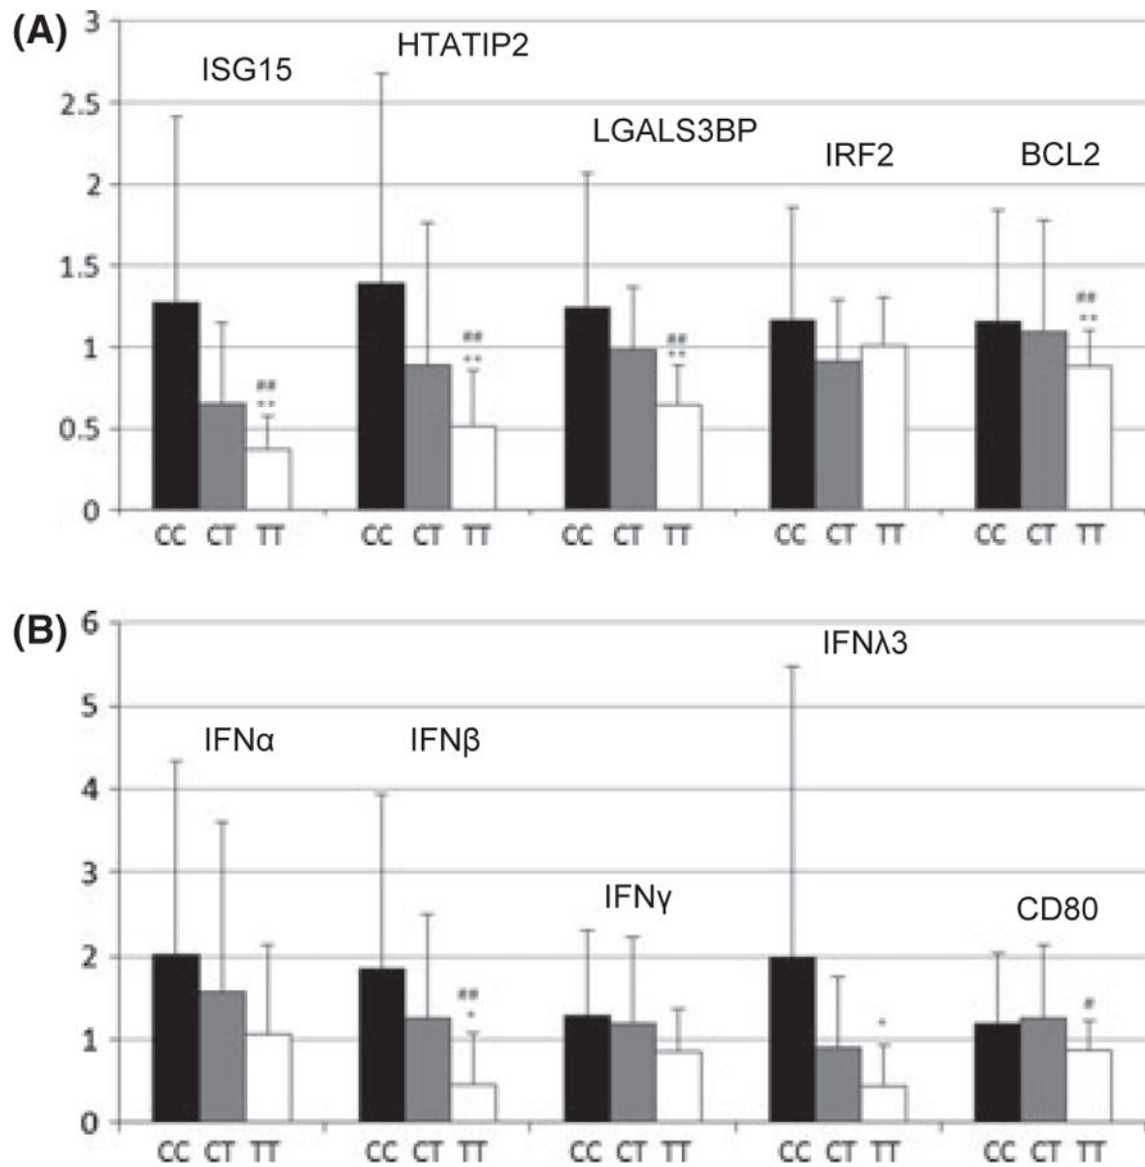 (A)
3
HTATIP2
ISG15
2.5
LGALS3BP
IRF2
BCL2
2
1.5
##
**
##
**
##
**
1
##
**
0.5
0
CC CT TT CC CT TT CC CT TT CC CT TT CC CT TT
(B)
6
IFNλ3
5
IFNα
IFNβ
4
3
IFNγ
CD80
2
##
*
*
#
1
0
CC CT TT CC CT TT CC CT TT CC CT TT CC CT TT